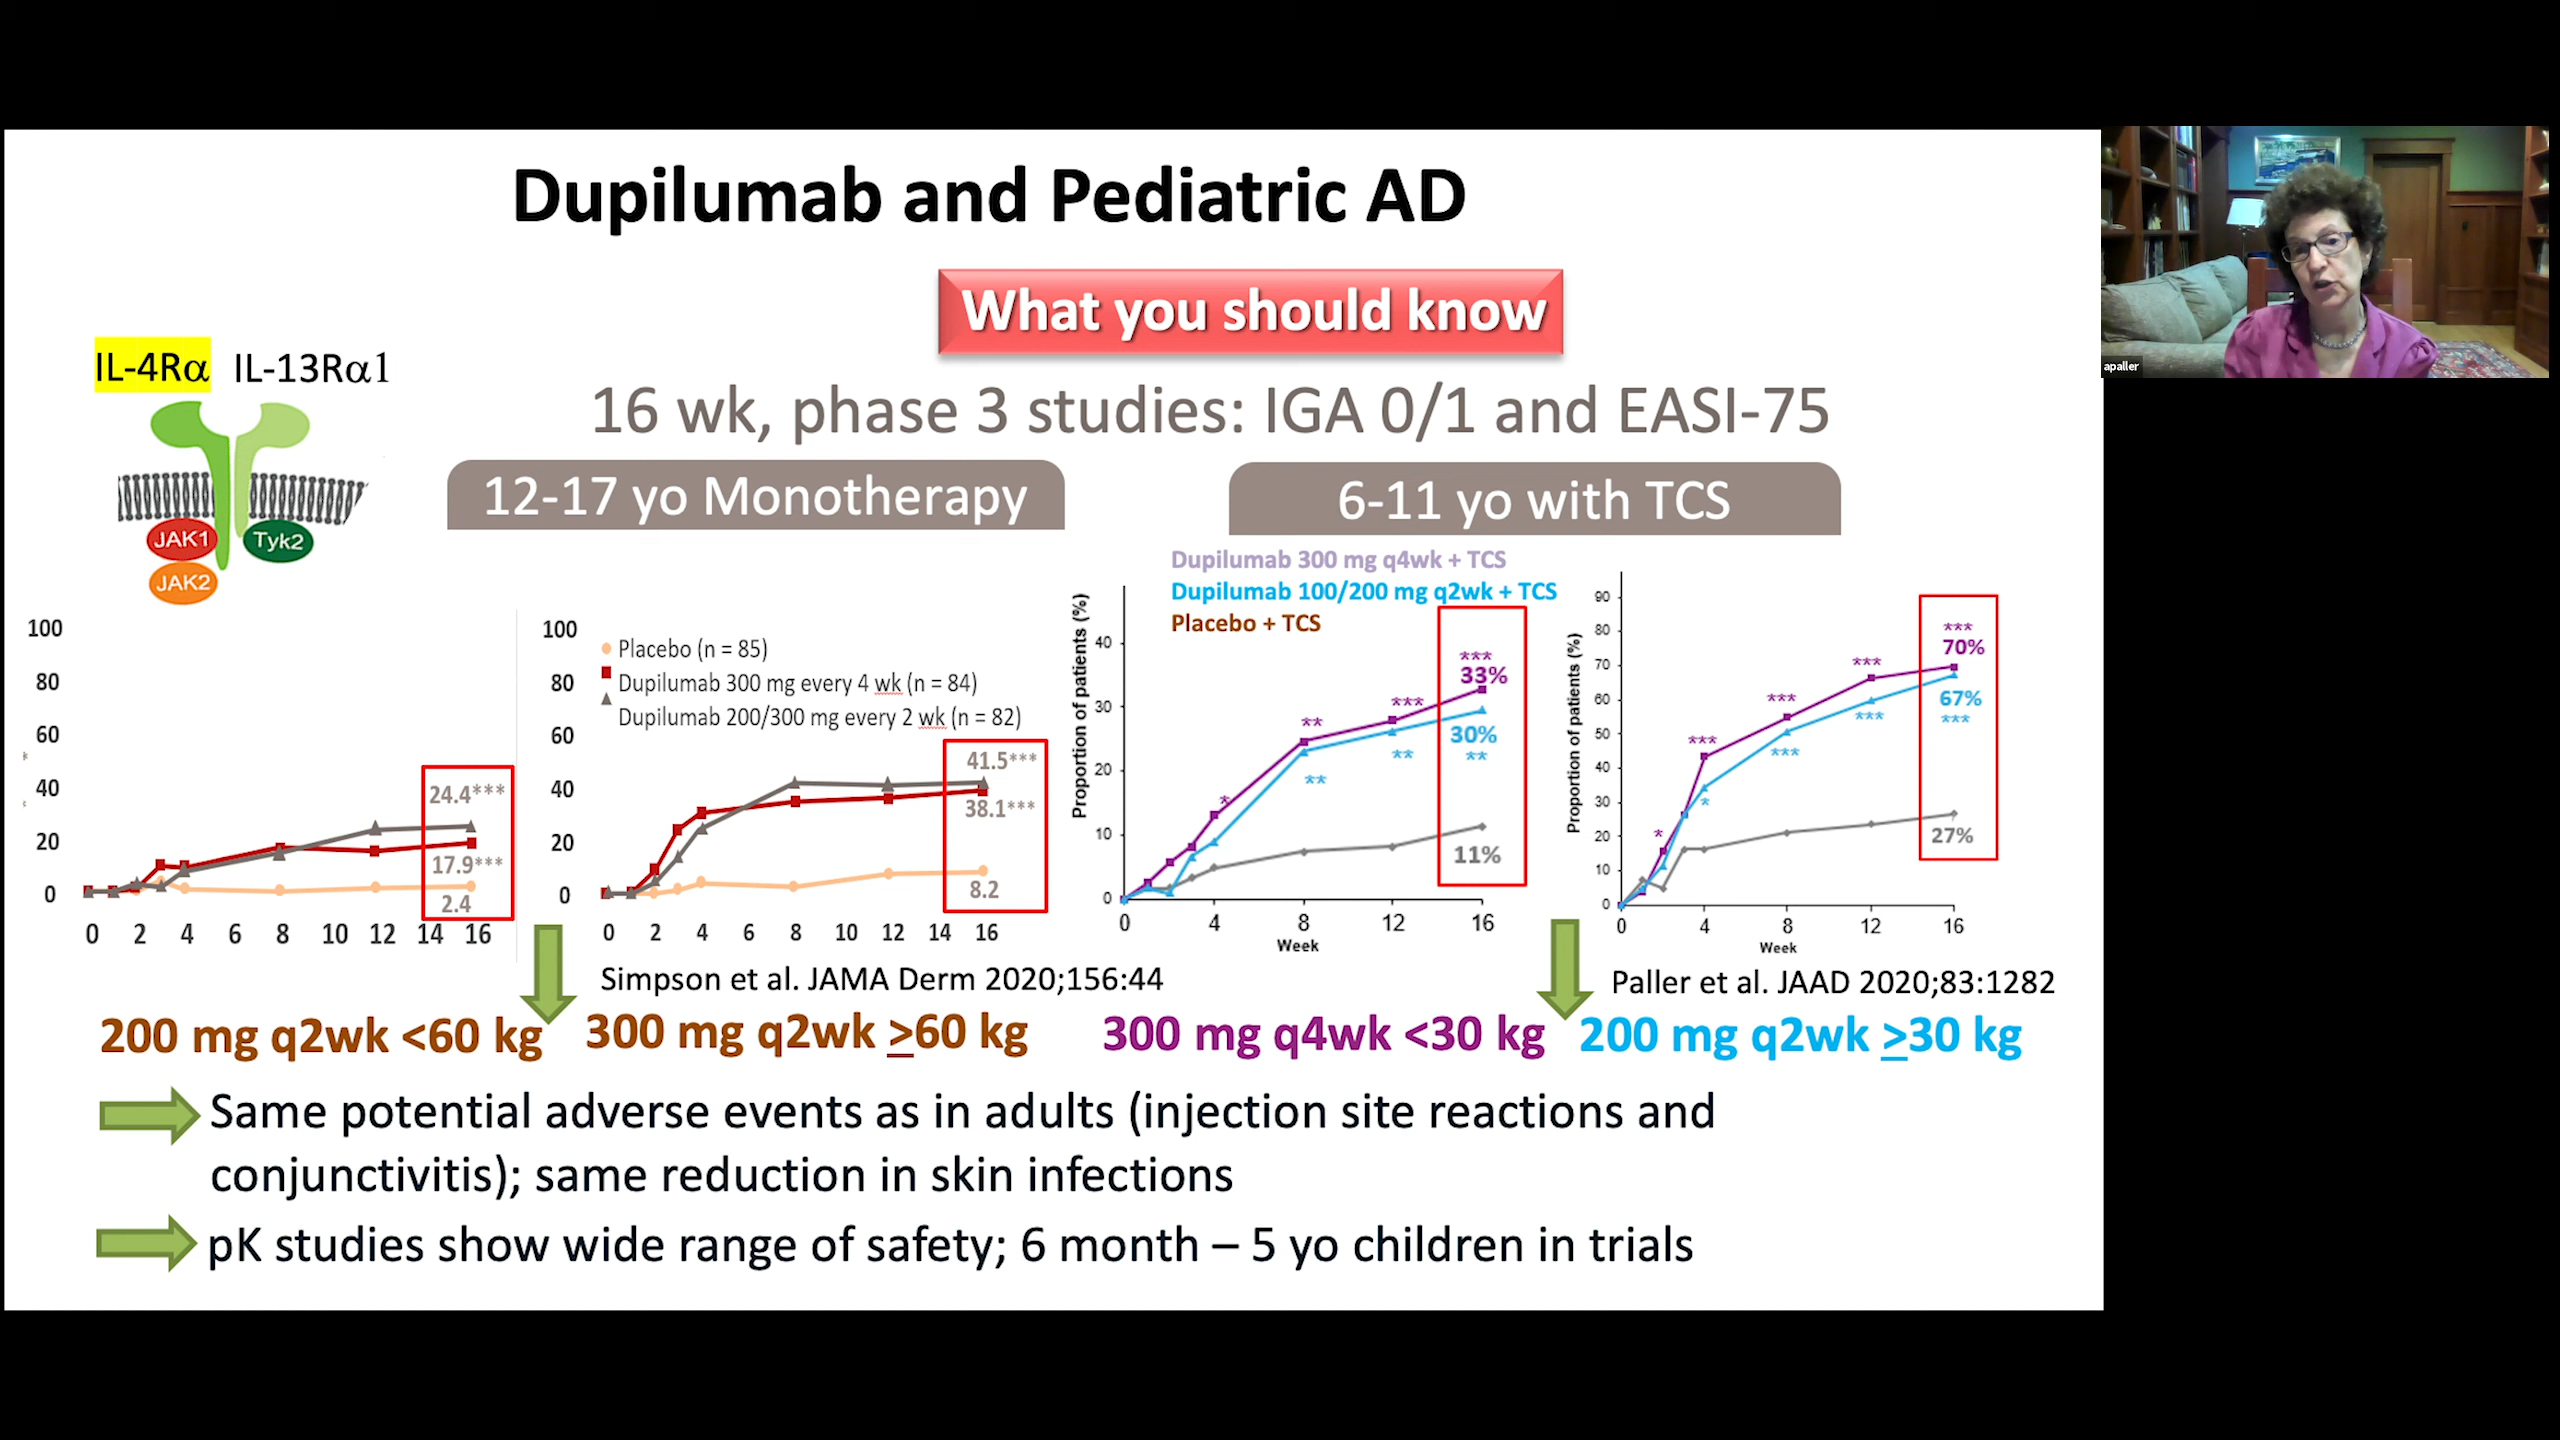 Dupilumab and Pediatric AD
What you should know
IL-4Rα IL-13Rα1
16 wk, phase 3 studies: IGA 0/1 and EASI-75
JAK1
Tyk2
JAK2
12-17 yo Monotherapy
100
80
60
40
20
0
24.4***
17.9***
2.4
0 2 4 6 8 10 12 14 16
100
80
60
40
20
0
Placebo (n = 85)
Dupilumab 300 mg every 4 wk (n = 84)
Dupilumab 200/300 mg every 2 wk (n = 82)
41.5***
38.1***
8.2
0 2 4 6 8 10 12 14 16
Simpson et al. JAMA Derm 2020;156:44
6-11 yo with TCS
Dupilumab 300 mg q4wk + TCS
Dupilumab 100/200 mg q2wk + TCS
Placebo + TCS
Proportion of patients (%)
40
30
20
10
0
*
**
**
***
**
***
33%
30%
**
11%
0 4 8 12 16
Week
Proportion of patients (%)
90
80
70
60
50
40
30
20
10
0
*
***
*
***
***
***
***
***
70%
67%
***
27%
0 4 8 12 16
Week
Paller et al. JAAD 2020;83:1282
200 mg q2wk <60 kg
300 mg q2wk ≥60 kg
300 mg q4wk <30 kg
200 mg q2wk ≥30 kg
Same potential adverse events as in adults (injection site reactions and
conjunctivitis); same reduction in skin infections
pK studies show wide range of safety; 6 month – 5 yo children in trials
apaller